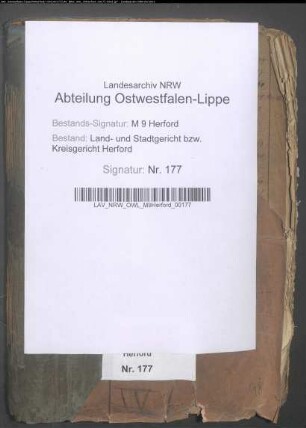 Landesarchiv NRW
Abteilung Ostwestfalen-Lippe
Bestands-Signatur: M 9 Herford
Bestand: Land- und Stadtgericht bzw.
Kreisgericht Herford
Signatur: Nr. 177
Herford
Nr. 177